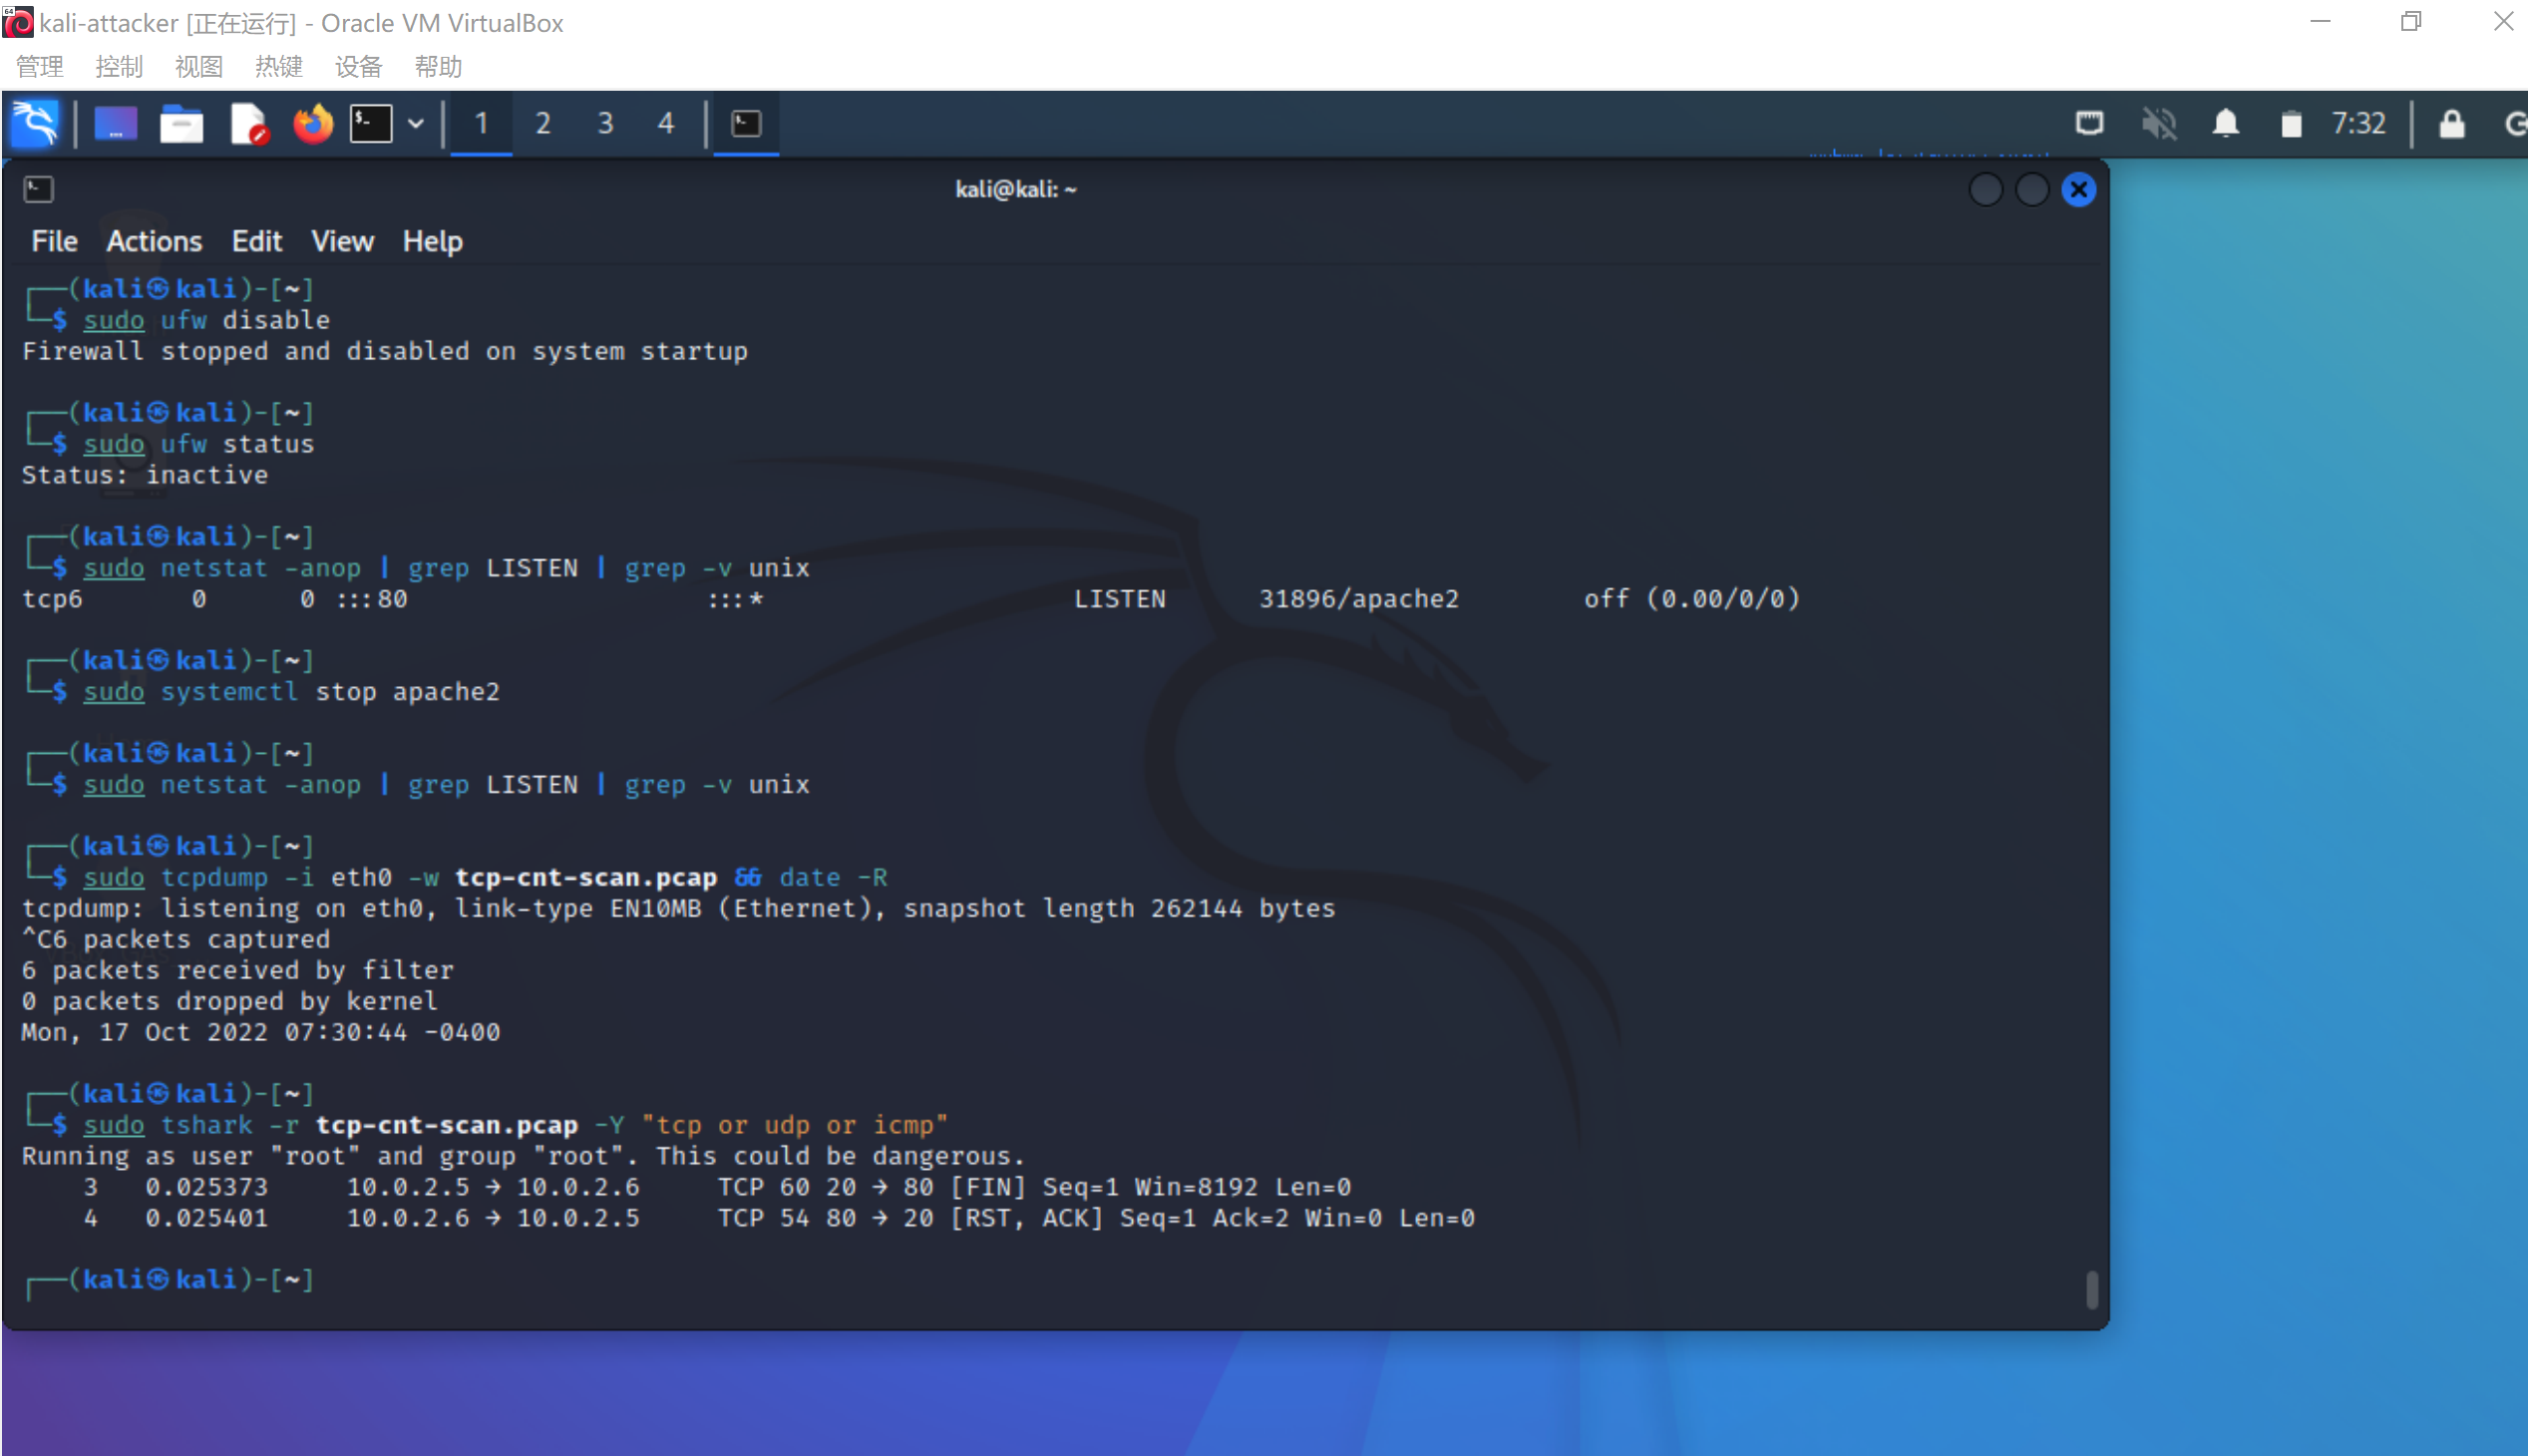 kali-attacker [正在运行] - Oracle VM VirtualBox
管理 控制 视图 热键 设备 帮助
1 2 3 4 7:32
kali@kali: ~
File Actions Edit View Help
┌──(kali㉿kali)-[~]
└─$ sudo ufw disable
Firewall stopped and disabled on system startup
┌──(kali㉿kali)-[~]
└─$ sudo ufw status
Status: inactive
┌──(kali㉿kali)-[~]
└─$ sudo netstat -anop | grep LISTEN | grep -v unix
tcp6       0      0 :::80                   :::*                    LISTEN      31896/apache2        off (0.00/0/0)
┌──(kali㉿kali)-[~]
└─$ sudo systemctl stop apache2
┌──(kali㉿kali)-[~]
└─$ sudo netstat -anop | grep LISTEN | grep -v unix
┌──(kali㉿kali)-[~]
└─$ sudo tcpdump -i eth0 -w tcp-cnt-scan.pcap && date -R
tcpdump: listening on eth0, link-type EN10MB (Ethernet), snapshot length 262144 bytes
^C6 packets captured
6 packets received by filter
0 packets dropped by kernel
Mon, 17 Oct 2022 07:30:44 -0400
┌──(kali㉿kali)-[~]
└─$ sudo tshark -r tcp-cnt-scan.pcap -Y "tcp or udp or icmp"
Running as user "root" and group "root". This could be dangerous.
    3   0.025373     10.0.2.5 → 10.0.2.6     TCP 60 20 → 80 [FIN] Seq=1 Win=8192 Len=0
    4   0.025401     10.0.2.6 → 10.0.2.5     TCP 54 80 → 20 [RST, ACK] Seq=1 Ack=2 Win=0 Len=0
┌──(kali㉿kali)-[~]